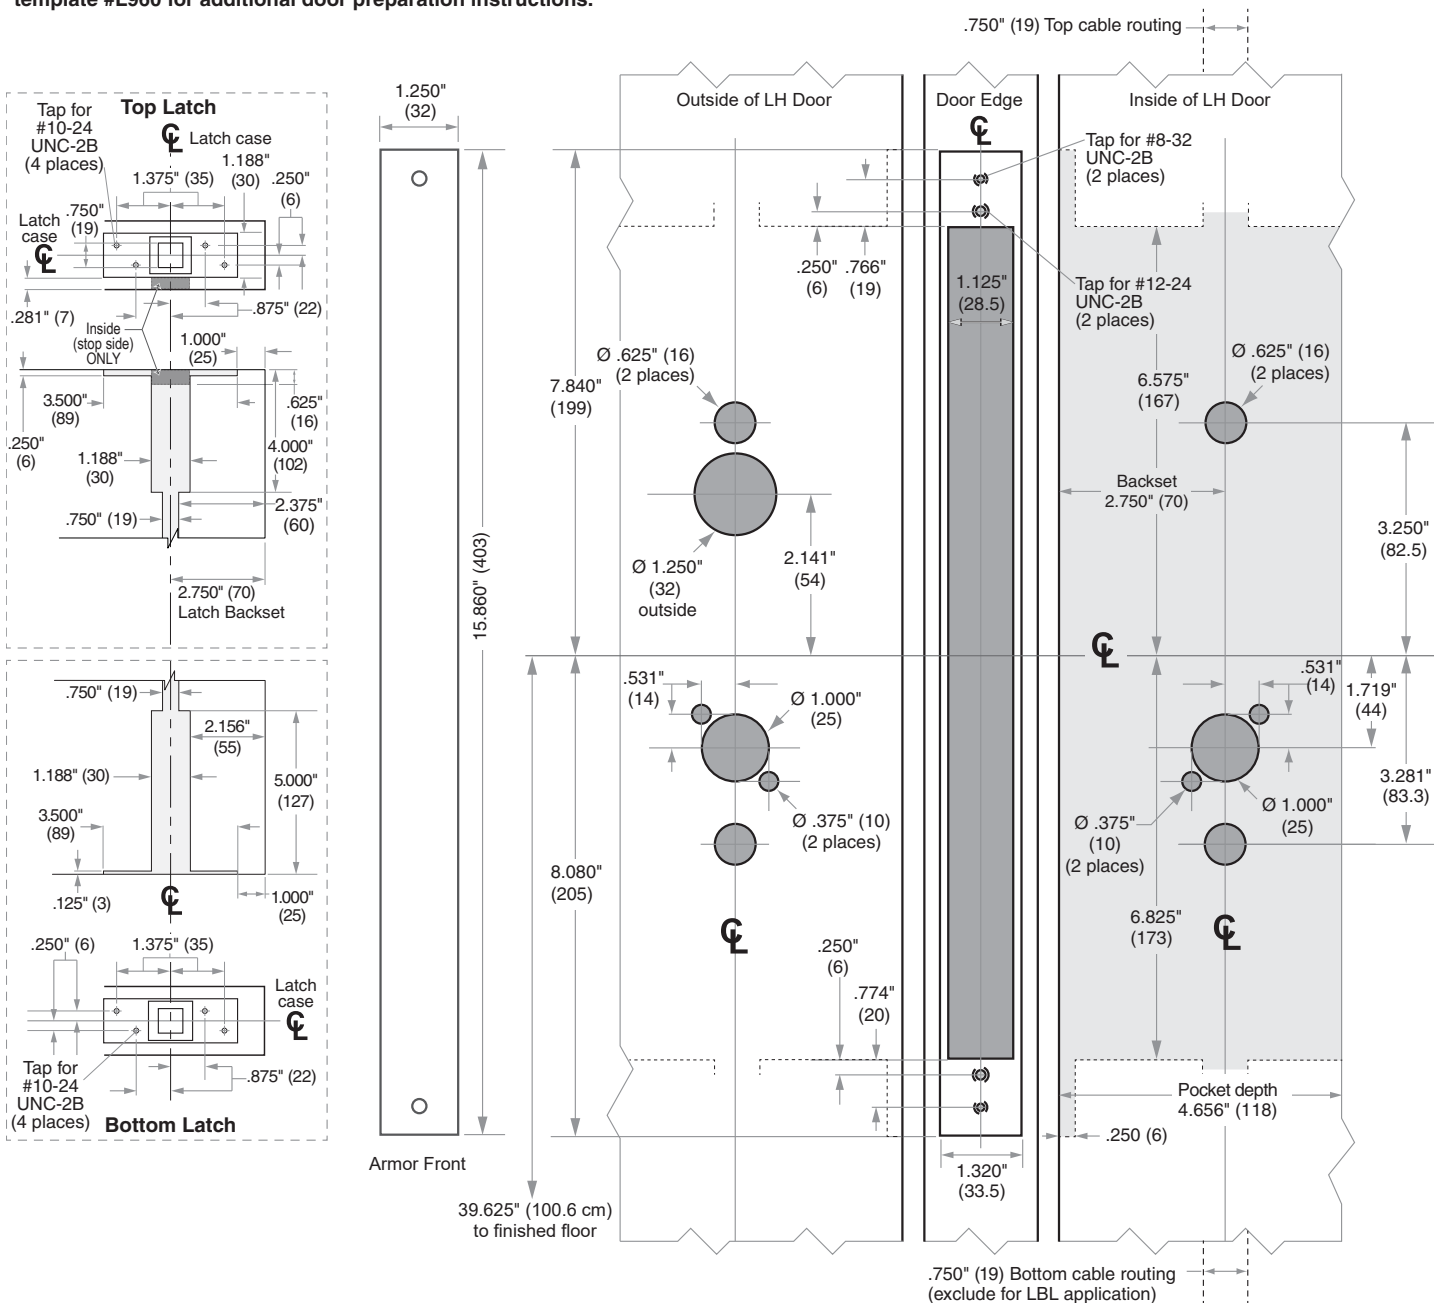 template #L960 for additional door preparation instructions.
.750" (19) Top cable routing
Tap for
#10-24
UNC-2B
(4 places)
Top Latch
℄ Latch case
1.188"
(30)
1.375" (35)
.250"
(6)
.750"
(19)
Latch
case
℄
.281" (7)
.875" (22)
Inside
(stop side)
ONLY
1.000"
(25)
3.500"
(89)
.625"
(16)
.250"
(6)
1.188"
(30)
4.000"
(102)
.750" (19)
2.375"
(60)
2.750" (70)
Latch Backset
.750" (19)
2.156"
(55)
1.188" (30)
5.000"
(127)
3.500"
(89)
.125" (3)
℄
1.000"
(25)
.250" (6)
1.375" (35)
Latch
case
℄
Tap for
#10-24
UNC-2B
(4 places)
.875" (22)
Bottom Latch
1.250"
(32)
15.860" (403)
Armor Front
Outside of LH Door
7.840"
(199)
.250"
(6)
.766"
(19)
Ø .625" (16)
(2 places)
Ø 1.250"
(32)
outside
2.141"
(54)
.531"
(14)
Ø 1.000"
(25)
Ø .375" (10)
(2 places)
8.080"
(205)
℄
.250"
(6)
.774"
(20)
39.625" (100.6 cm)
to finished floor
Door Edge
℄
Tap for #8-32
UNC-2B
(2 places)
Tap for #12-24
UNC-2B
(2 places)
1.125"
(28.5)
1.320"
(33.5)
Inside of LH Door
6.575"
(167)
Ø .625" (16)
(2 places)
Backset
2.750" (70)
3.250"
(82.5)
℄
.531"
(14)
1.719"
(44)
3.281"
(83.3)
Ø 1.000"
(25)
Ø .375"
(10)
(2 places)
6.825"
(173)
℄
Pocket depth
4.656" (118)
.250 (6)
.750" (19) Bottom cable routing
(exclude for LBL application)